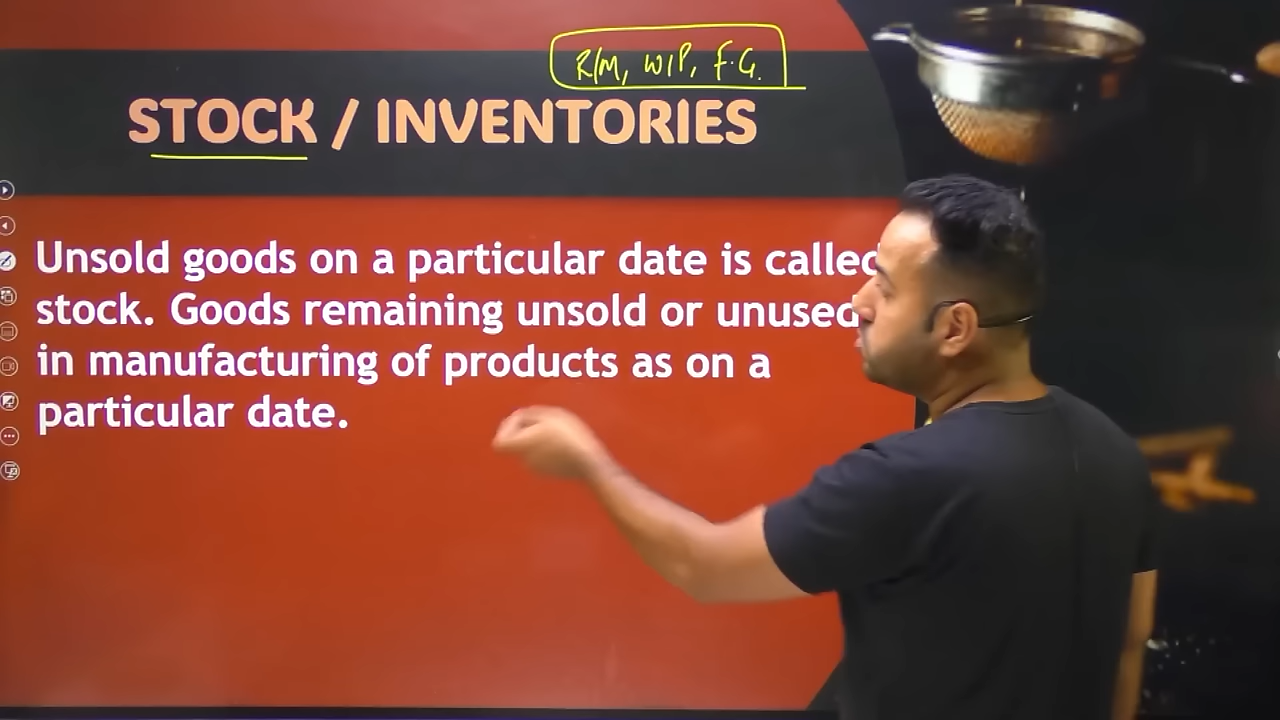 R/M, WIP, F.G.
STOCK / INVENTORIES
Unsold goods on a particular date is called
stock. Goods remaining unsold or unused
in manufacturing of products as on a
particular date.